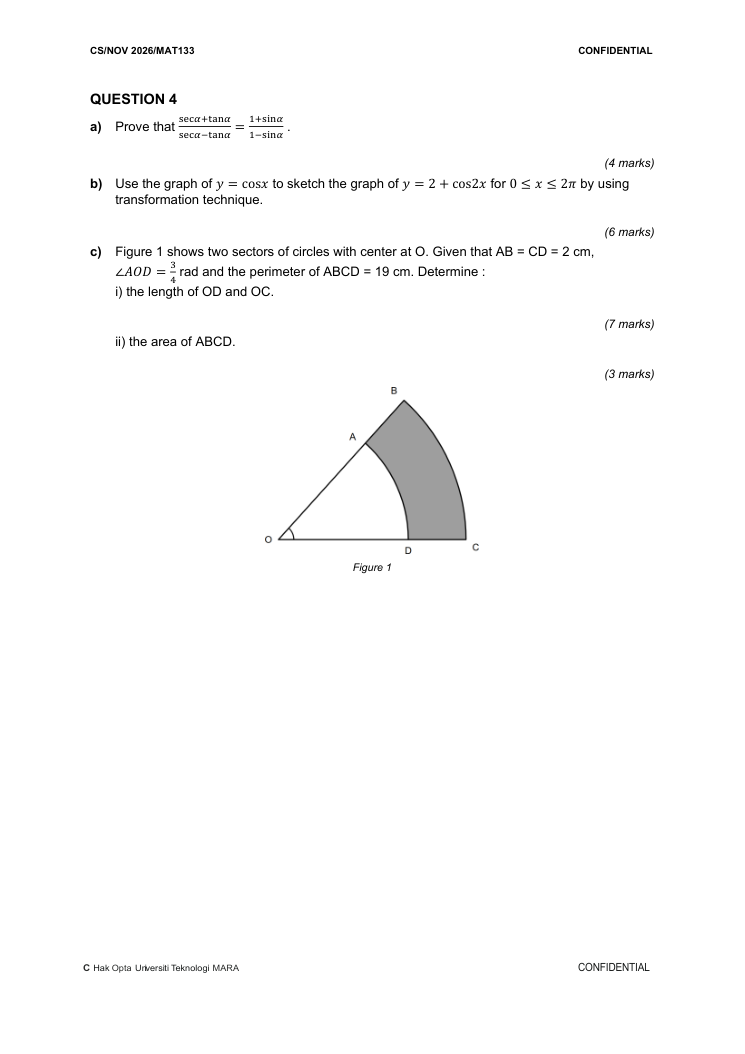 CS/NOV 2026/MAT133 CONFIDENTIAL
QUESTION 4
a) Prove that (secα+tanα)/(secα−tanα) = (1+sinα)/(1−sinα) .
(4 marks)
b) Use the graph of y = cosx to sketch the graph of y = 2 + cos2x for 0 ≤ x ≤ 2π by using
transformation technique.
(6 marks)
c) Figure 1 shows two sectors of circles with center at O. Given that AB = CD = 2 cm,
∠AOD = 3/4 rad and the perimeter of ABCD = 19 cm. Determine :
i) the length of OD and OC.
(7 marks)
ii) the area of ABCD.
(3 marks)
B
A
O
D
C
Figure 1
C Hak Opta Universiti Teknologi MARA CONFIDENTIAL